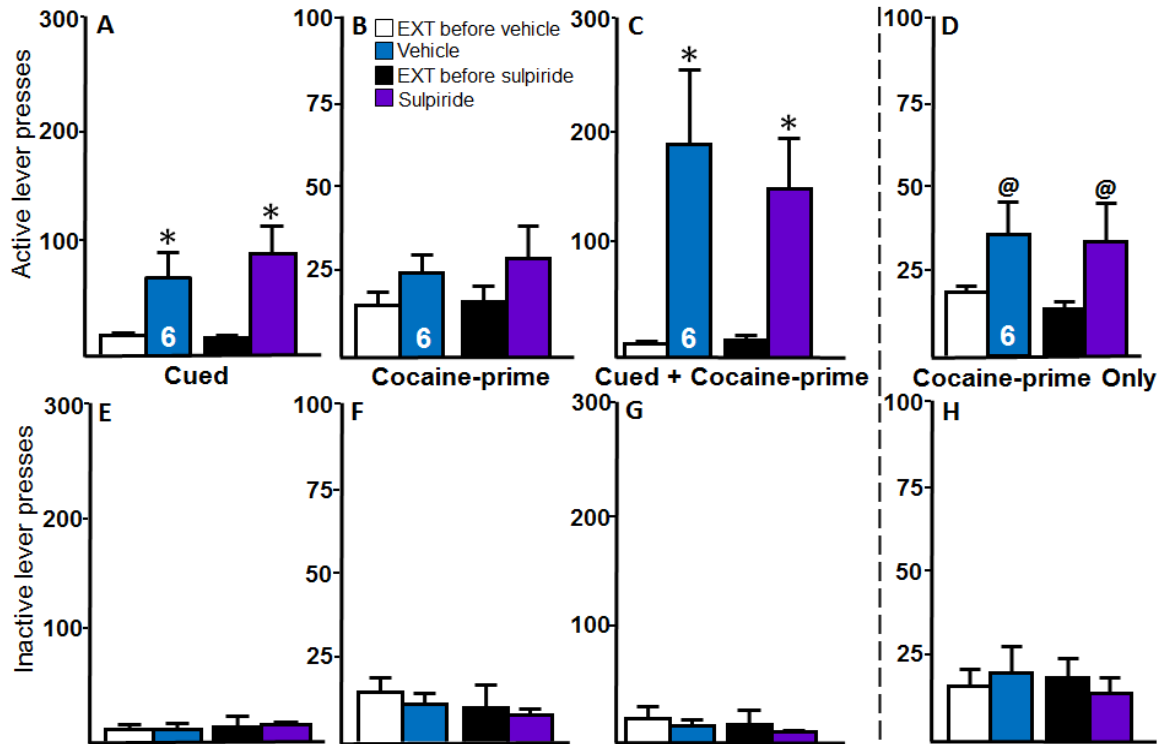 Active lever presses
300
200
100
A
*
*
6
Cued
100
75
50
25
B
EXT before vehicle
Vehicle
EXT before sulpiride
Sulpiride
6
Cocaine-prime
300
200
100
C
*
*
6
Cued + Cocaine-prime
100
75
50
25
D
@
@
6
Cocaine-prime Only
Inactive lever presses
300
200
100
E
100
75
50
25
F
300
200
100
G
100
75
50
25
H